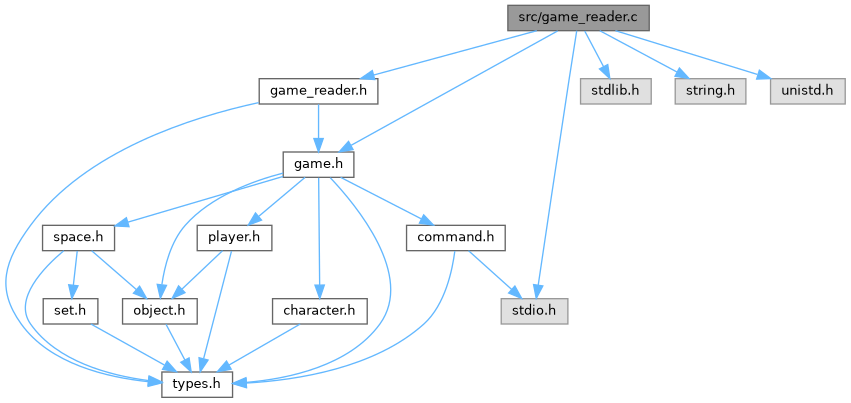 src/game_reader.c
game_reader.h
stdlib.h
string.h
unistd.h
game.h
space.h
player.h
command.h
set.h
object.h
character.h
stdio.h
types.h